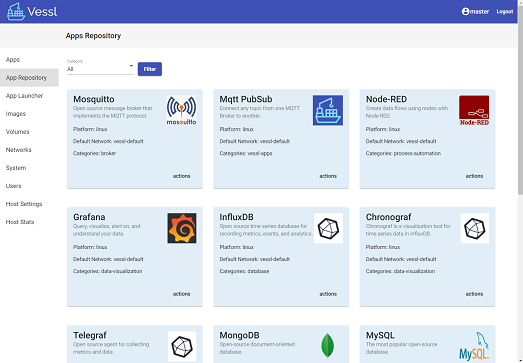 Vessl
master Logout
Apps Repository
Apps
App Repository
App Launcher
Images
Volumes
Networks
System
Users
Host Settings
Host Stats
Category
All
Filter
Mosquitto
Open source message broker that
implements the MQTT protocol.
mosquitto
Platform: linux
Default Network: vessl-default
Categories: broker
actions
Mqtt PubSub
Connect any topic from one MQTT
Broker to another.
Platform: linux
Default Network: vessl-default
Categories: vessl-apps
actions
Node-RED
Create data flows using nodes with
Node-RED.
Node-RED
Platform: linux
Default Network: vessl-default
Categories: process-automation
actions
Grafana
Query, visualize, alert on, and
understand your data.
Platform: linux
Default Network: vessl-default
Categories: data-visualization
actions
InfluxDB
Open source time series database for
recording metrics, events, and analytics.
Platform: linux
Default Network: vessl-default
Categories: database
actions
Chronograf
Chronograf is a visualization tool for
time series data in InfluxDB.
Platform: linux
Default Network: vessl-default
Categories: data-visualization
actions
Telegraf
Open source agent for collecting
metrics and data.
MongoDB
Open-source document-oriented
database.
MySQL
The most popular open-source
database.
MySQL